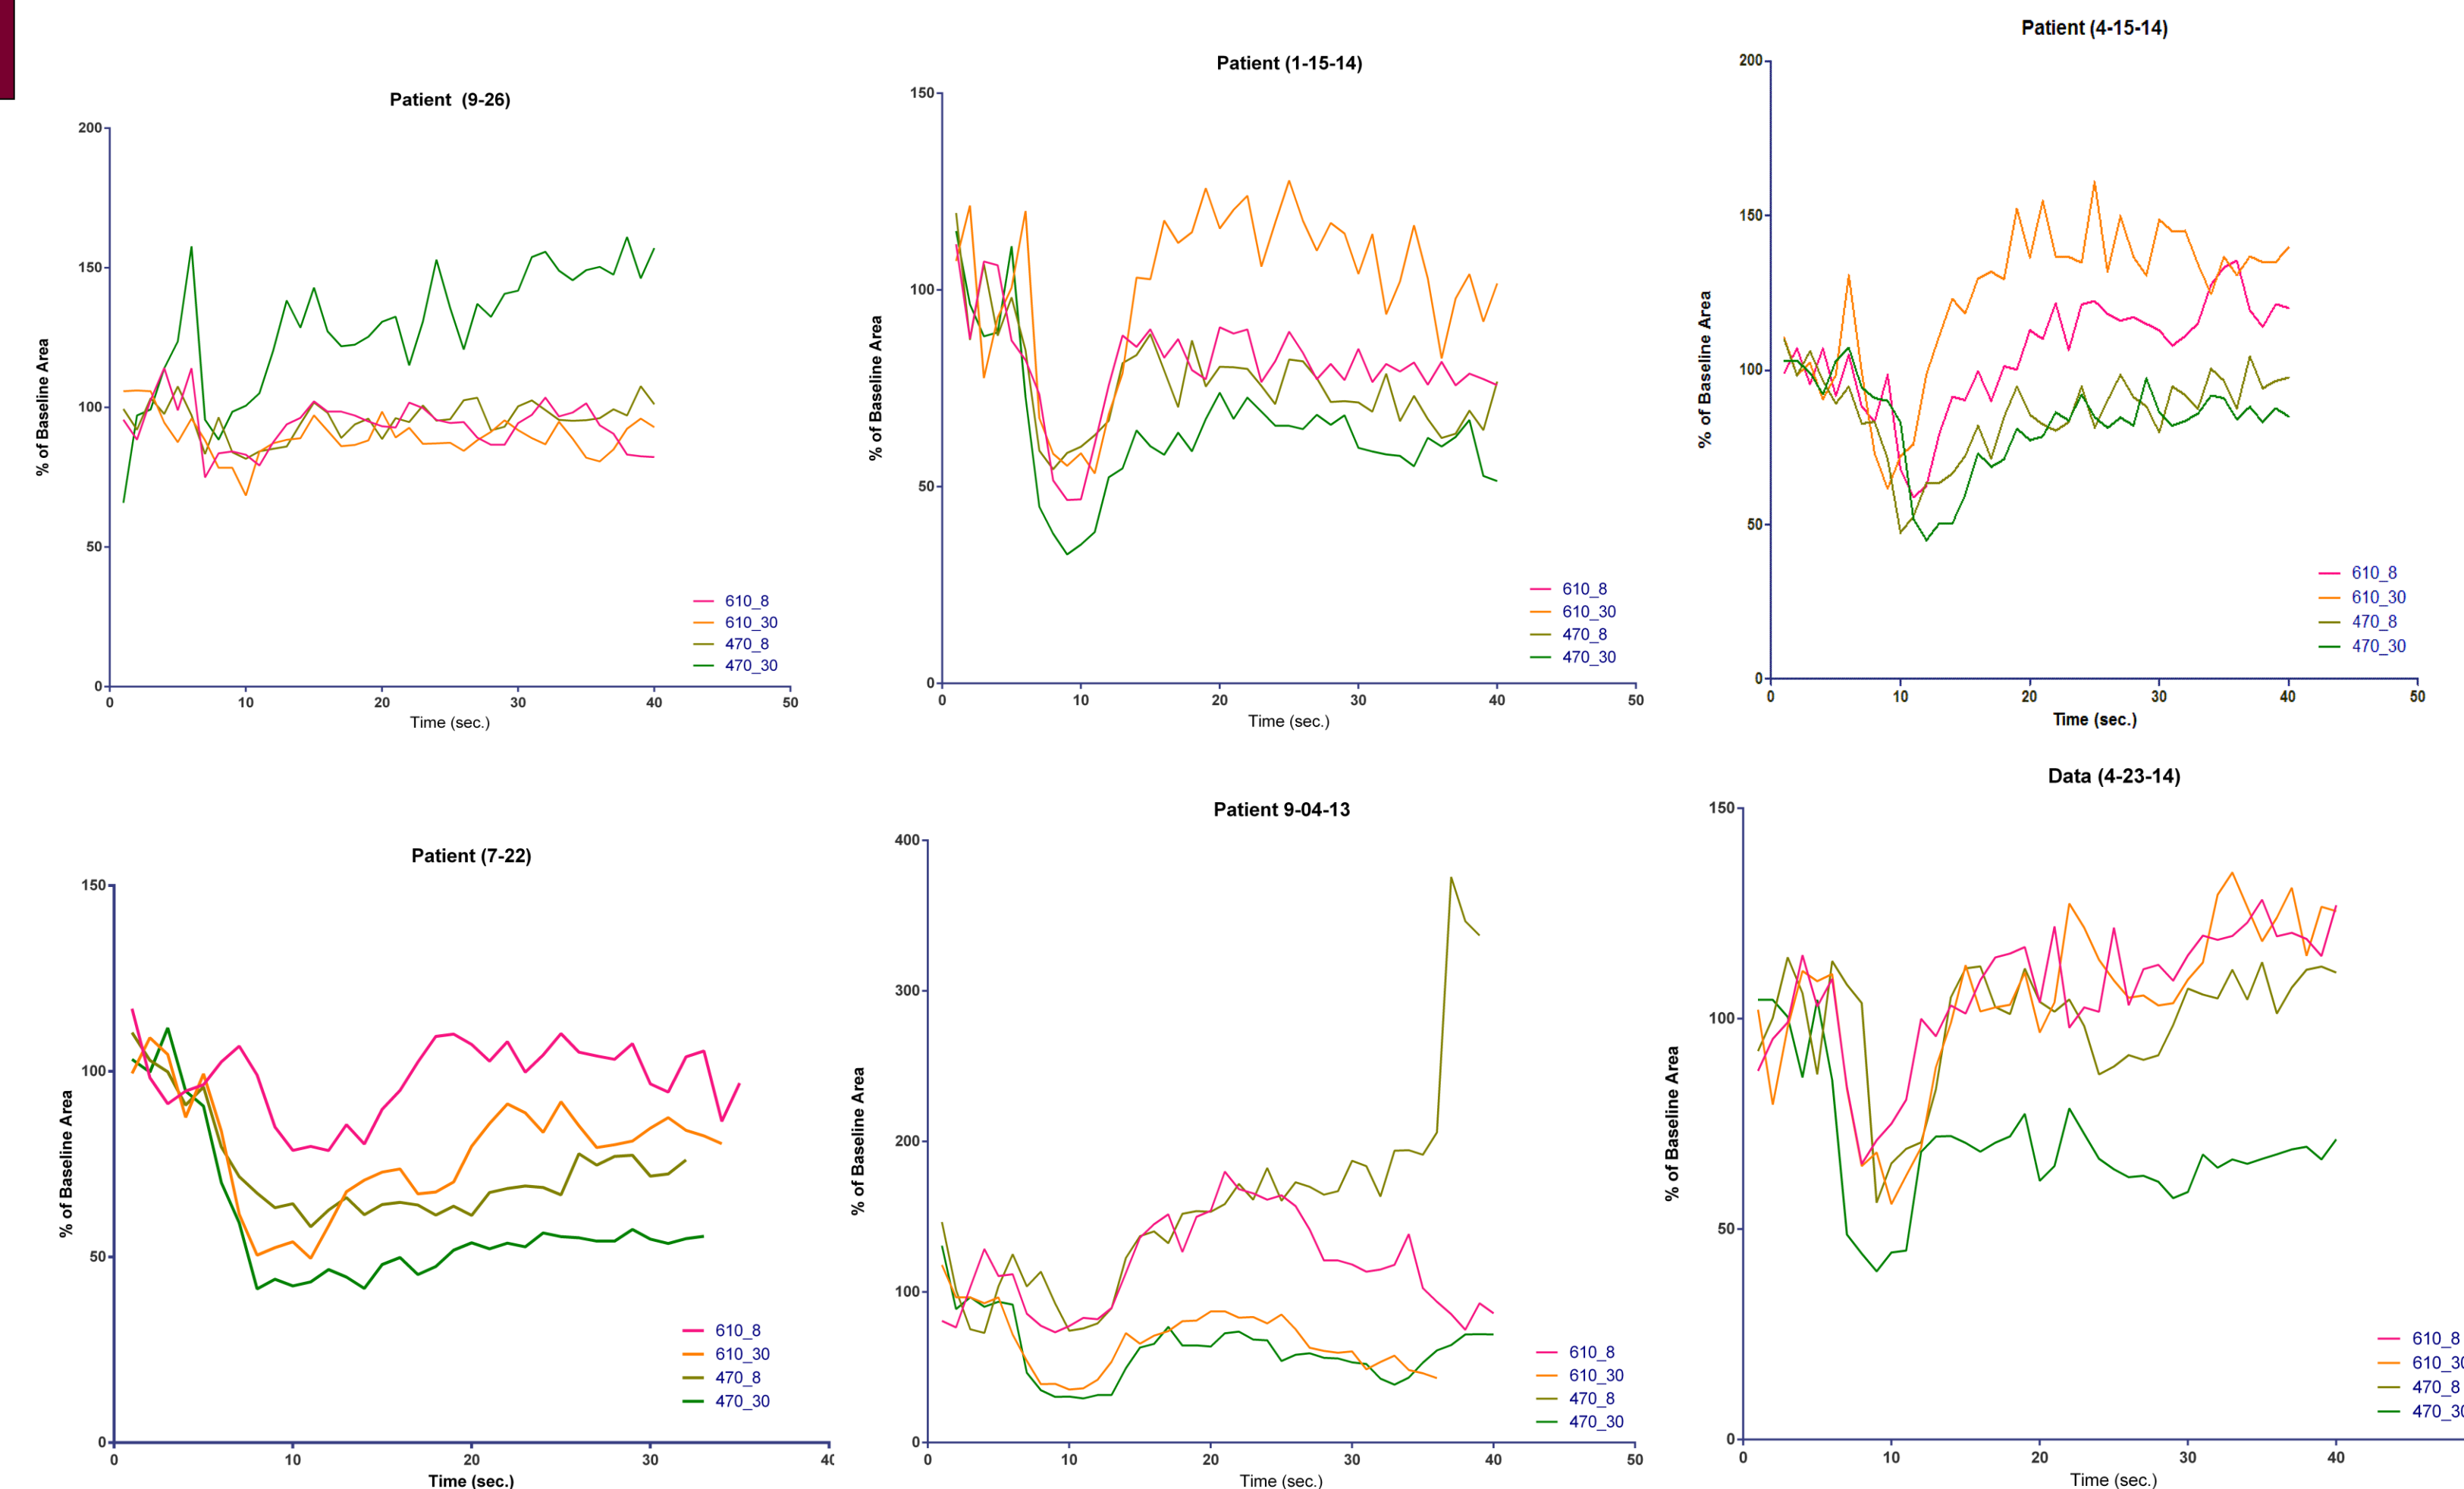 Patient (9-26)
% of Baseline Area
200
150
100
50
0
0 10 20 30 40 50
Time (sec.)
610_8
610_30
470_8
470_30
Patient (1-15-14)
% of Baseline Area
150
100
50
0
0 10 20 30 40 50
Time (sec.)
610_8
610_30
470_8
470_30
Patient (4-15-14)
% of Baseline Area
200
150
100
50
0
0 10 20 30 40 50
Time (sec.)
610_8
610_30
470_8
470_30
Patient (7-22)
% of Baseline Area
150
100
50
0
0 10 20 30 40
Time (sec.)
610_8
610_30
470_8
470_30
Patient 9-04-13
% of Baseline Area
400
300
200
100
0
0 10 20 30 40 50
Time (sec.)
610_8
610_30
470_8
470_30
Data (4-23-14)
% of Baseline Area
150
100
50
0
0 10 20 30 40
Time (sec.)
610_8
610_30
470_8
470_30